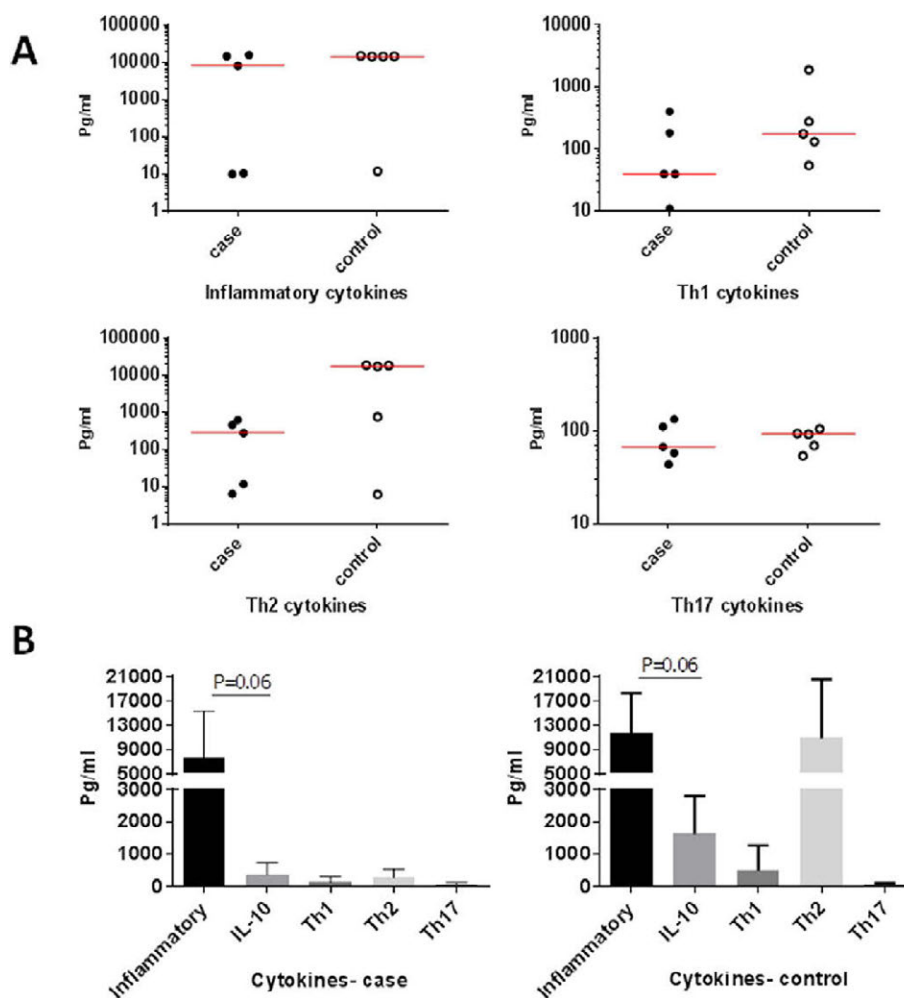 A
100000
10000
1000
100
10
1
Pg/ml
case
control
Inflammatory cytokines
10000
1000
100
10
Pg/ml
case
control
Th1 cytokines
100000
10000
1000
100
10
1
Pg/ml
case
control
Th2 cytokines
1000
100
10
Pg/ml
case
control
Th17 cytokines
B
21000
17000
13000
9000
5000
3000
2000
1000
0
Pg/ml
P=0.06
Inflammatory
IL-10
Th1
Th2
Th17
Cytokines- case
21000
17000
13000
9000
5000
3000
2000
1000
0
Pg/ml
P=0.06
Inflammatory
IL-10
Th1
Th2
Th17
Cytokines- control